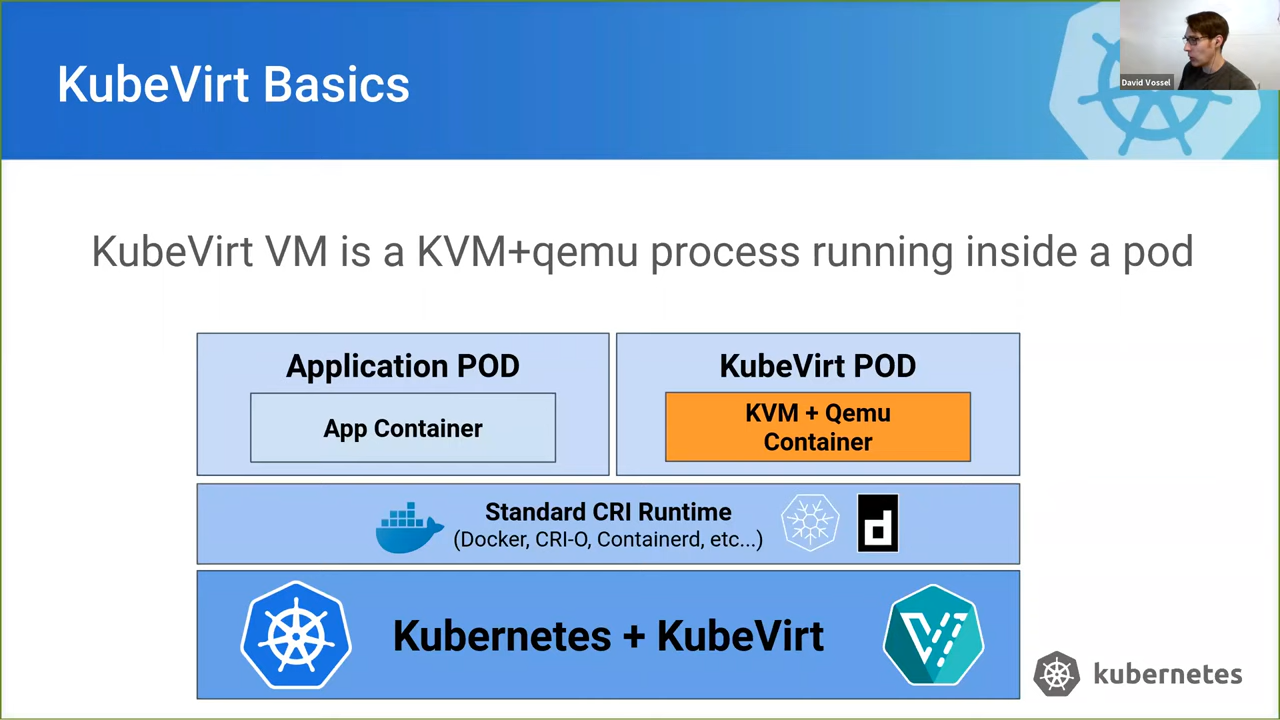 KubeVirt Basics
David Vossel
KubeVirt VM is a KVM+qemu process running inside a pod
Application POD
App Container
KubeVirt POD
KVM + Qemu
Container
Standard CRI Runtime
(Docker, CRI-O, Containerd, etc...)
d
Kubernetes + KubeVirt
kubernetes